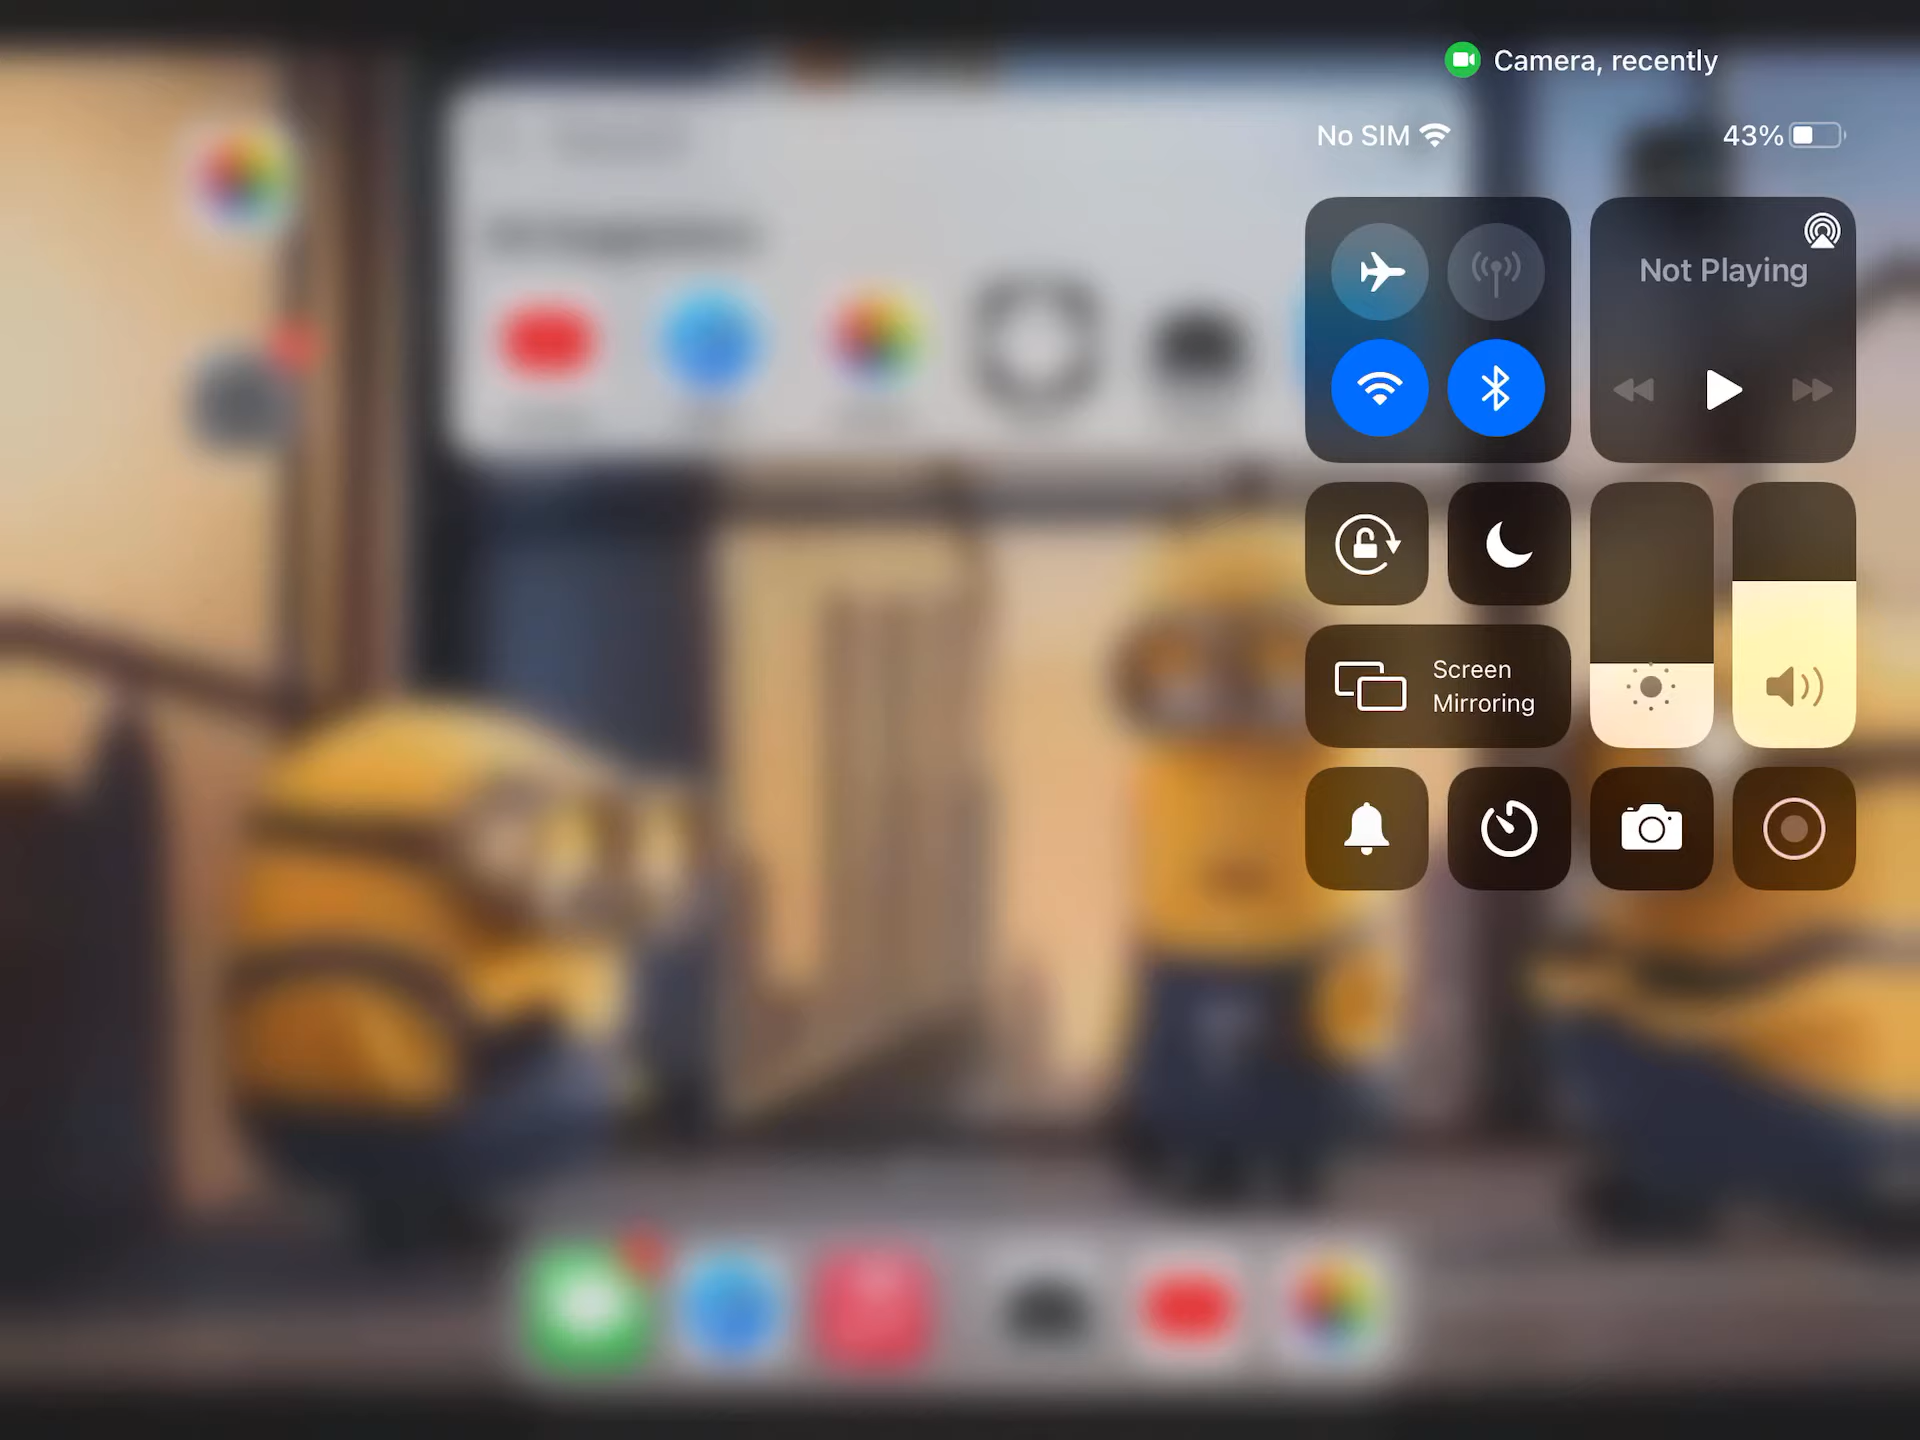 Camera, recently
No SIM
43%
Not Playing
Screen
Mirroring